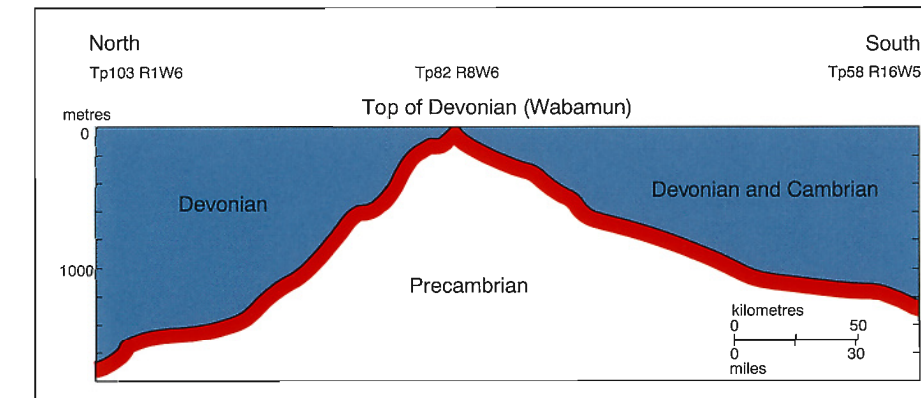 North
South
Tp103 R1W6
Tp82 R8W6
Tp58 R16W5
Top of Devonian (Wabamun)
metres
0
Devonian
Devonian and Cambrian
1000
Precambrian
kilometres
0 50
0 30
miles